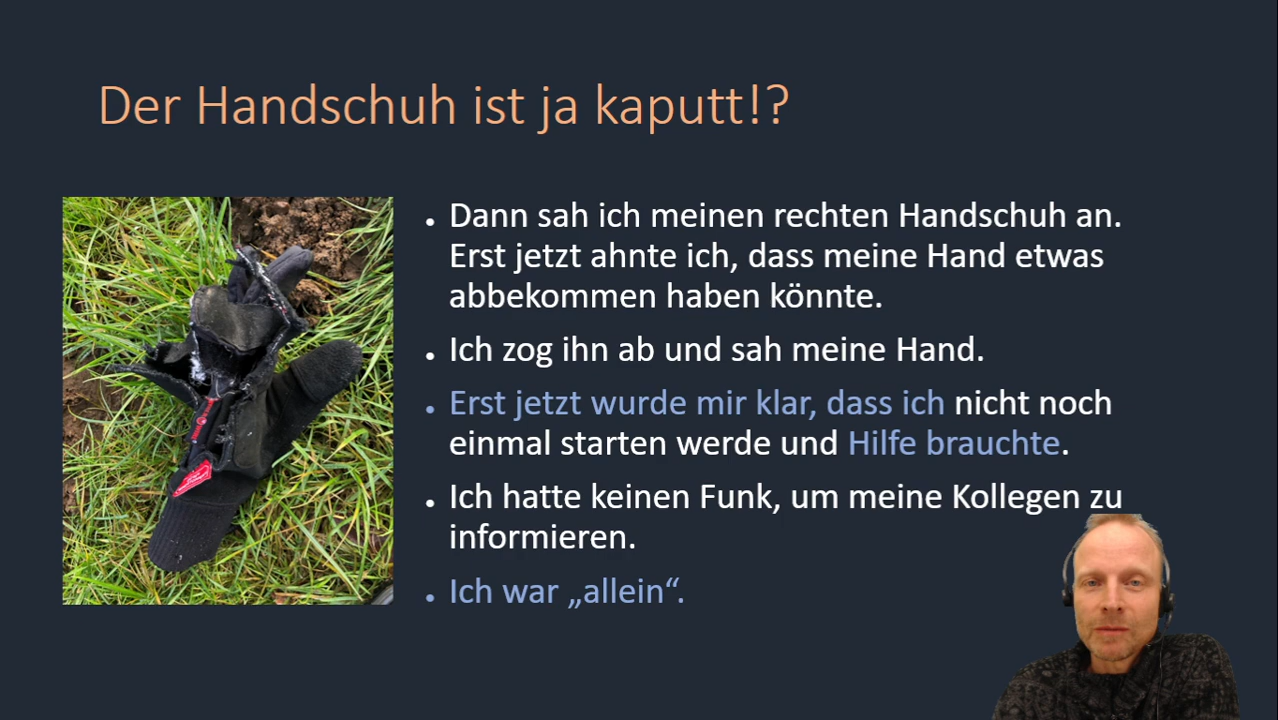 Der Handschuh ist ja kaputt!?
• Dann sah ich meinen rechten Handschuh an.
Erst jetzt ahnte ich, dass meine Hand etwas
abbekommen haben könnte.
• Ich zog ihn ab und sah meine Hand.
• Erst jetzt wurde mir klar, dass ich nicht noch
einmal starten werde und Hilfe brauchte.
• Ich hatte keinen Funk, um meine Kollegen zu
informieren.
• Ich war „allein“.